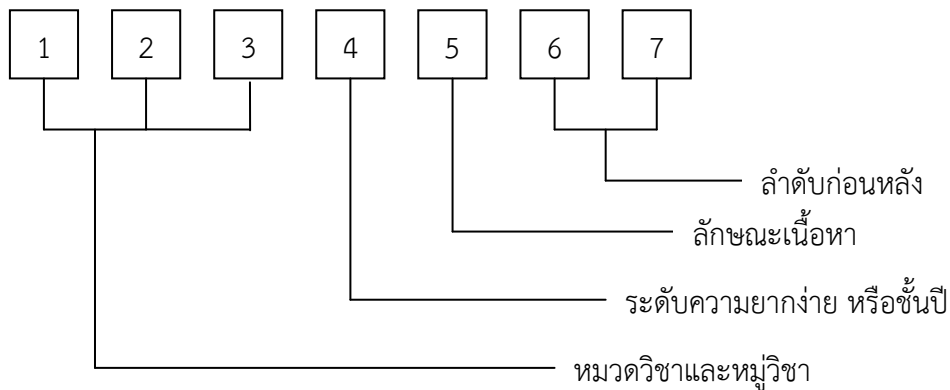 1 2 3 4 5 6 7
ลำดับก่อนหลัง
ลักษณะเนื้อหา
ระดับความยากง่าย หรือชั้นปี
หมวดวิชาและหมู่วิชา